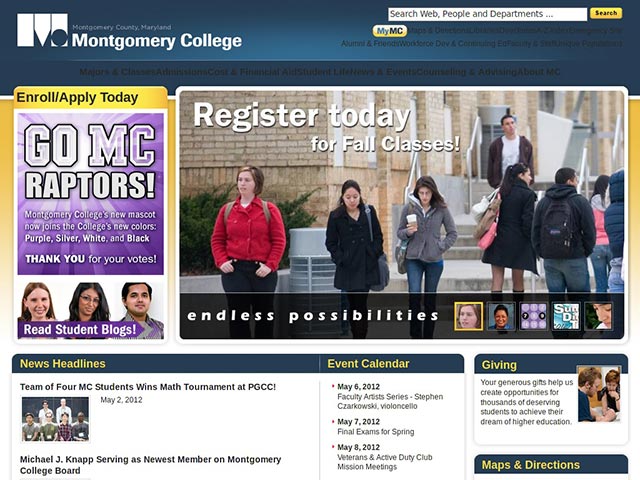 Montgomery County, Maryland
Montgomery College
Search Web, People and Departments ...
Search
MyMC
Maps & Directions Libraries Directories A-Z Index Emergency Site
Alumni & Friends Workforce Dev & Continuing Ed Faculty & Staff Unique Populations
Majors & Classes Admissions Cost & Financial Aid Student Life News & Events Counseling & Advising About MC
Enroll/Apply Today
GO MC
RAPTORS!
Montgomery College's new mascot
now joins the College's new colors:
Purple, Silver, White, and Black
THANK YOU for your votes!
Read Student Blogs!
Register today
for Fall Classes!
endless possibilities
News Headlines
Team of Four MC Students Wins Math Tournament at PGCC!
May 2, 2012
Michael J. Knapp Serving as Newest Member on Montgomery
College Board
Event Calendar
May 6, 2012
Faculty Artists Series - Stephen
Czarkowski, violoncello
May 7, 2012
Final Exams for Spring
May 8, 2012
Veterans & Active Duty Club
Mission Meetings
Giving
Your generous gifts help us
create opportunities for
thousands of deserving
students to achieve their
dream of higher education.
Maps & Directions